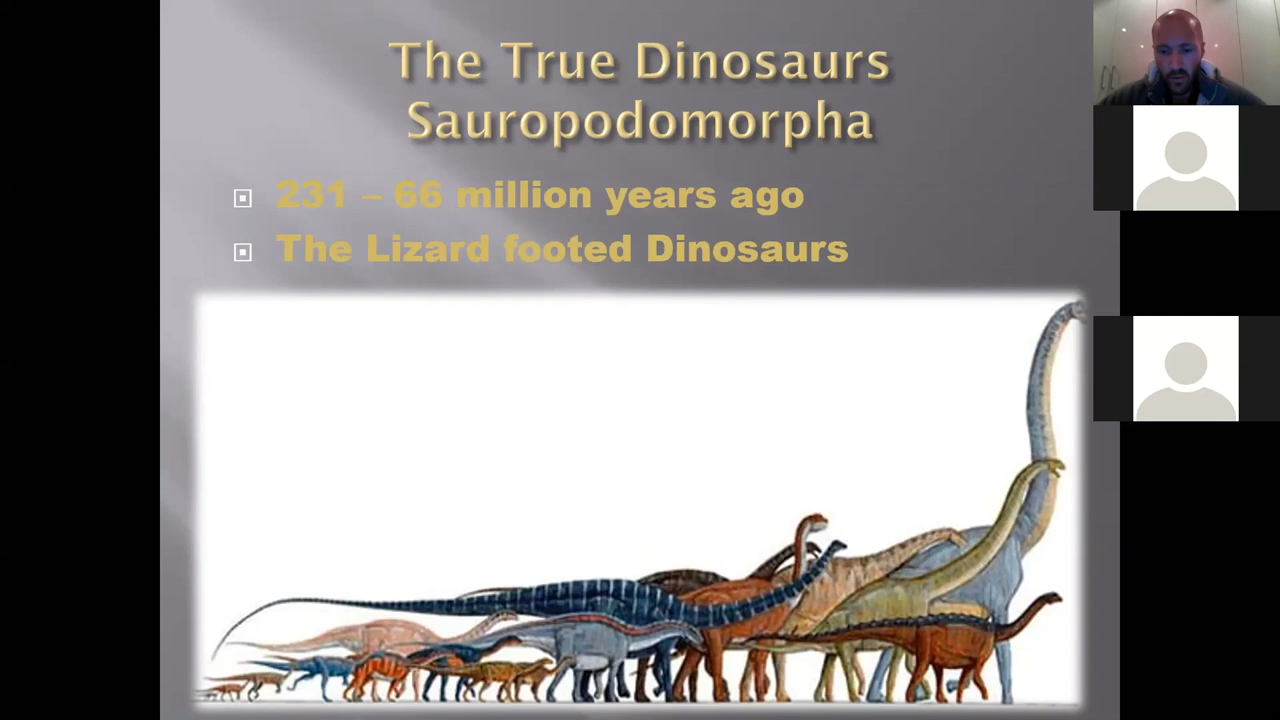 The True Dinosaurs
Sauropodomorpha
231 – 66 million years ago
The Lizard footed Dinosaurs